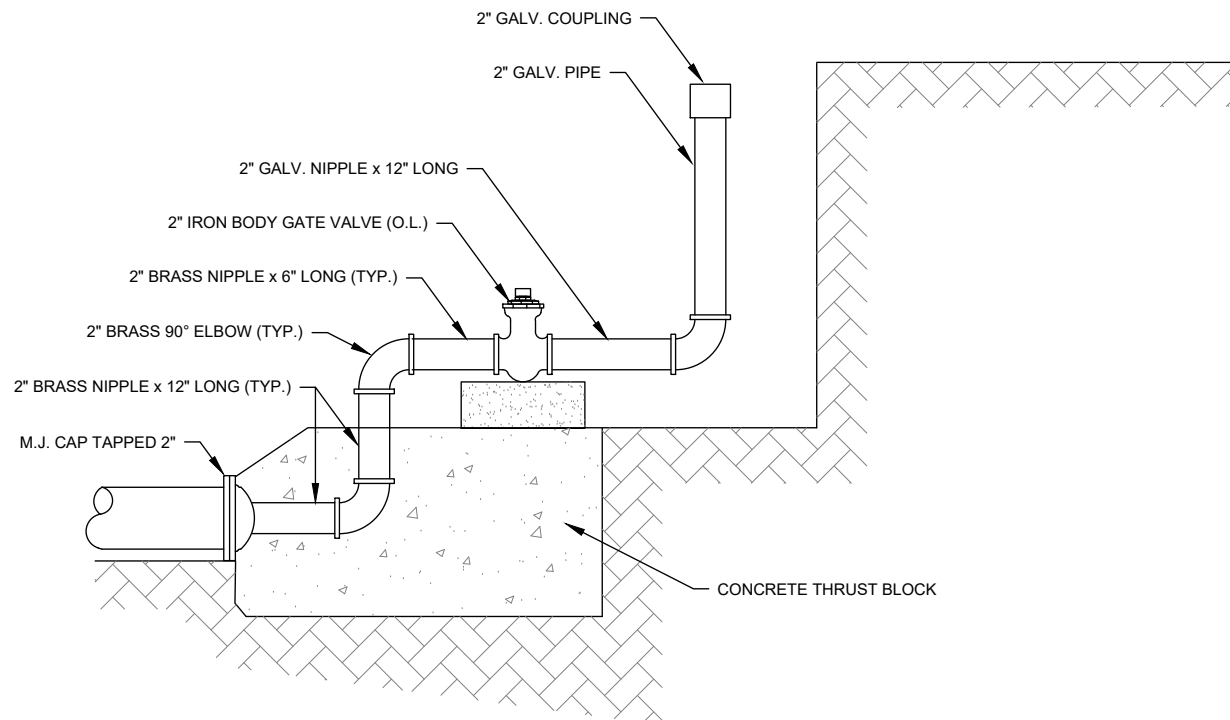 2" GALV. COUPLING
2" GALV. PIPE
2" GALV. NIPPLE x 12" LONG
2" IRON BODY GATE VALVE (O.L.)
2" BRASS NIPPLE x 6" LONG (TYP.)
2" BRASS 90° ELBOW (TYP.)
2" BRASS NIPPLE x 12" LONG (TYP.)
M.J. CAP TAPPED 2"
CONCRETE THRUST BLOCK